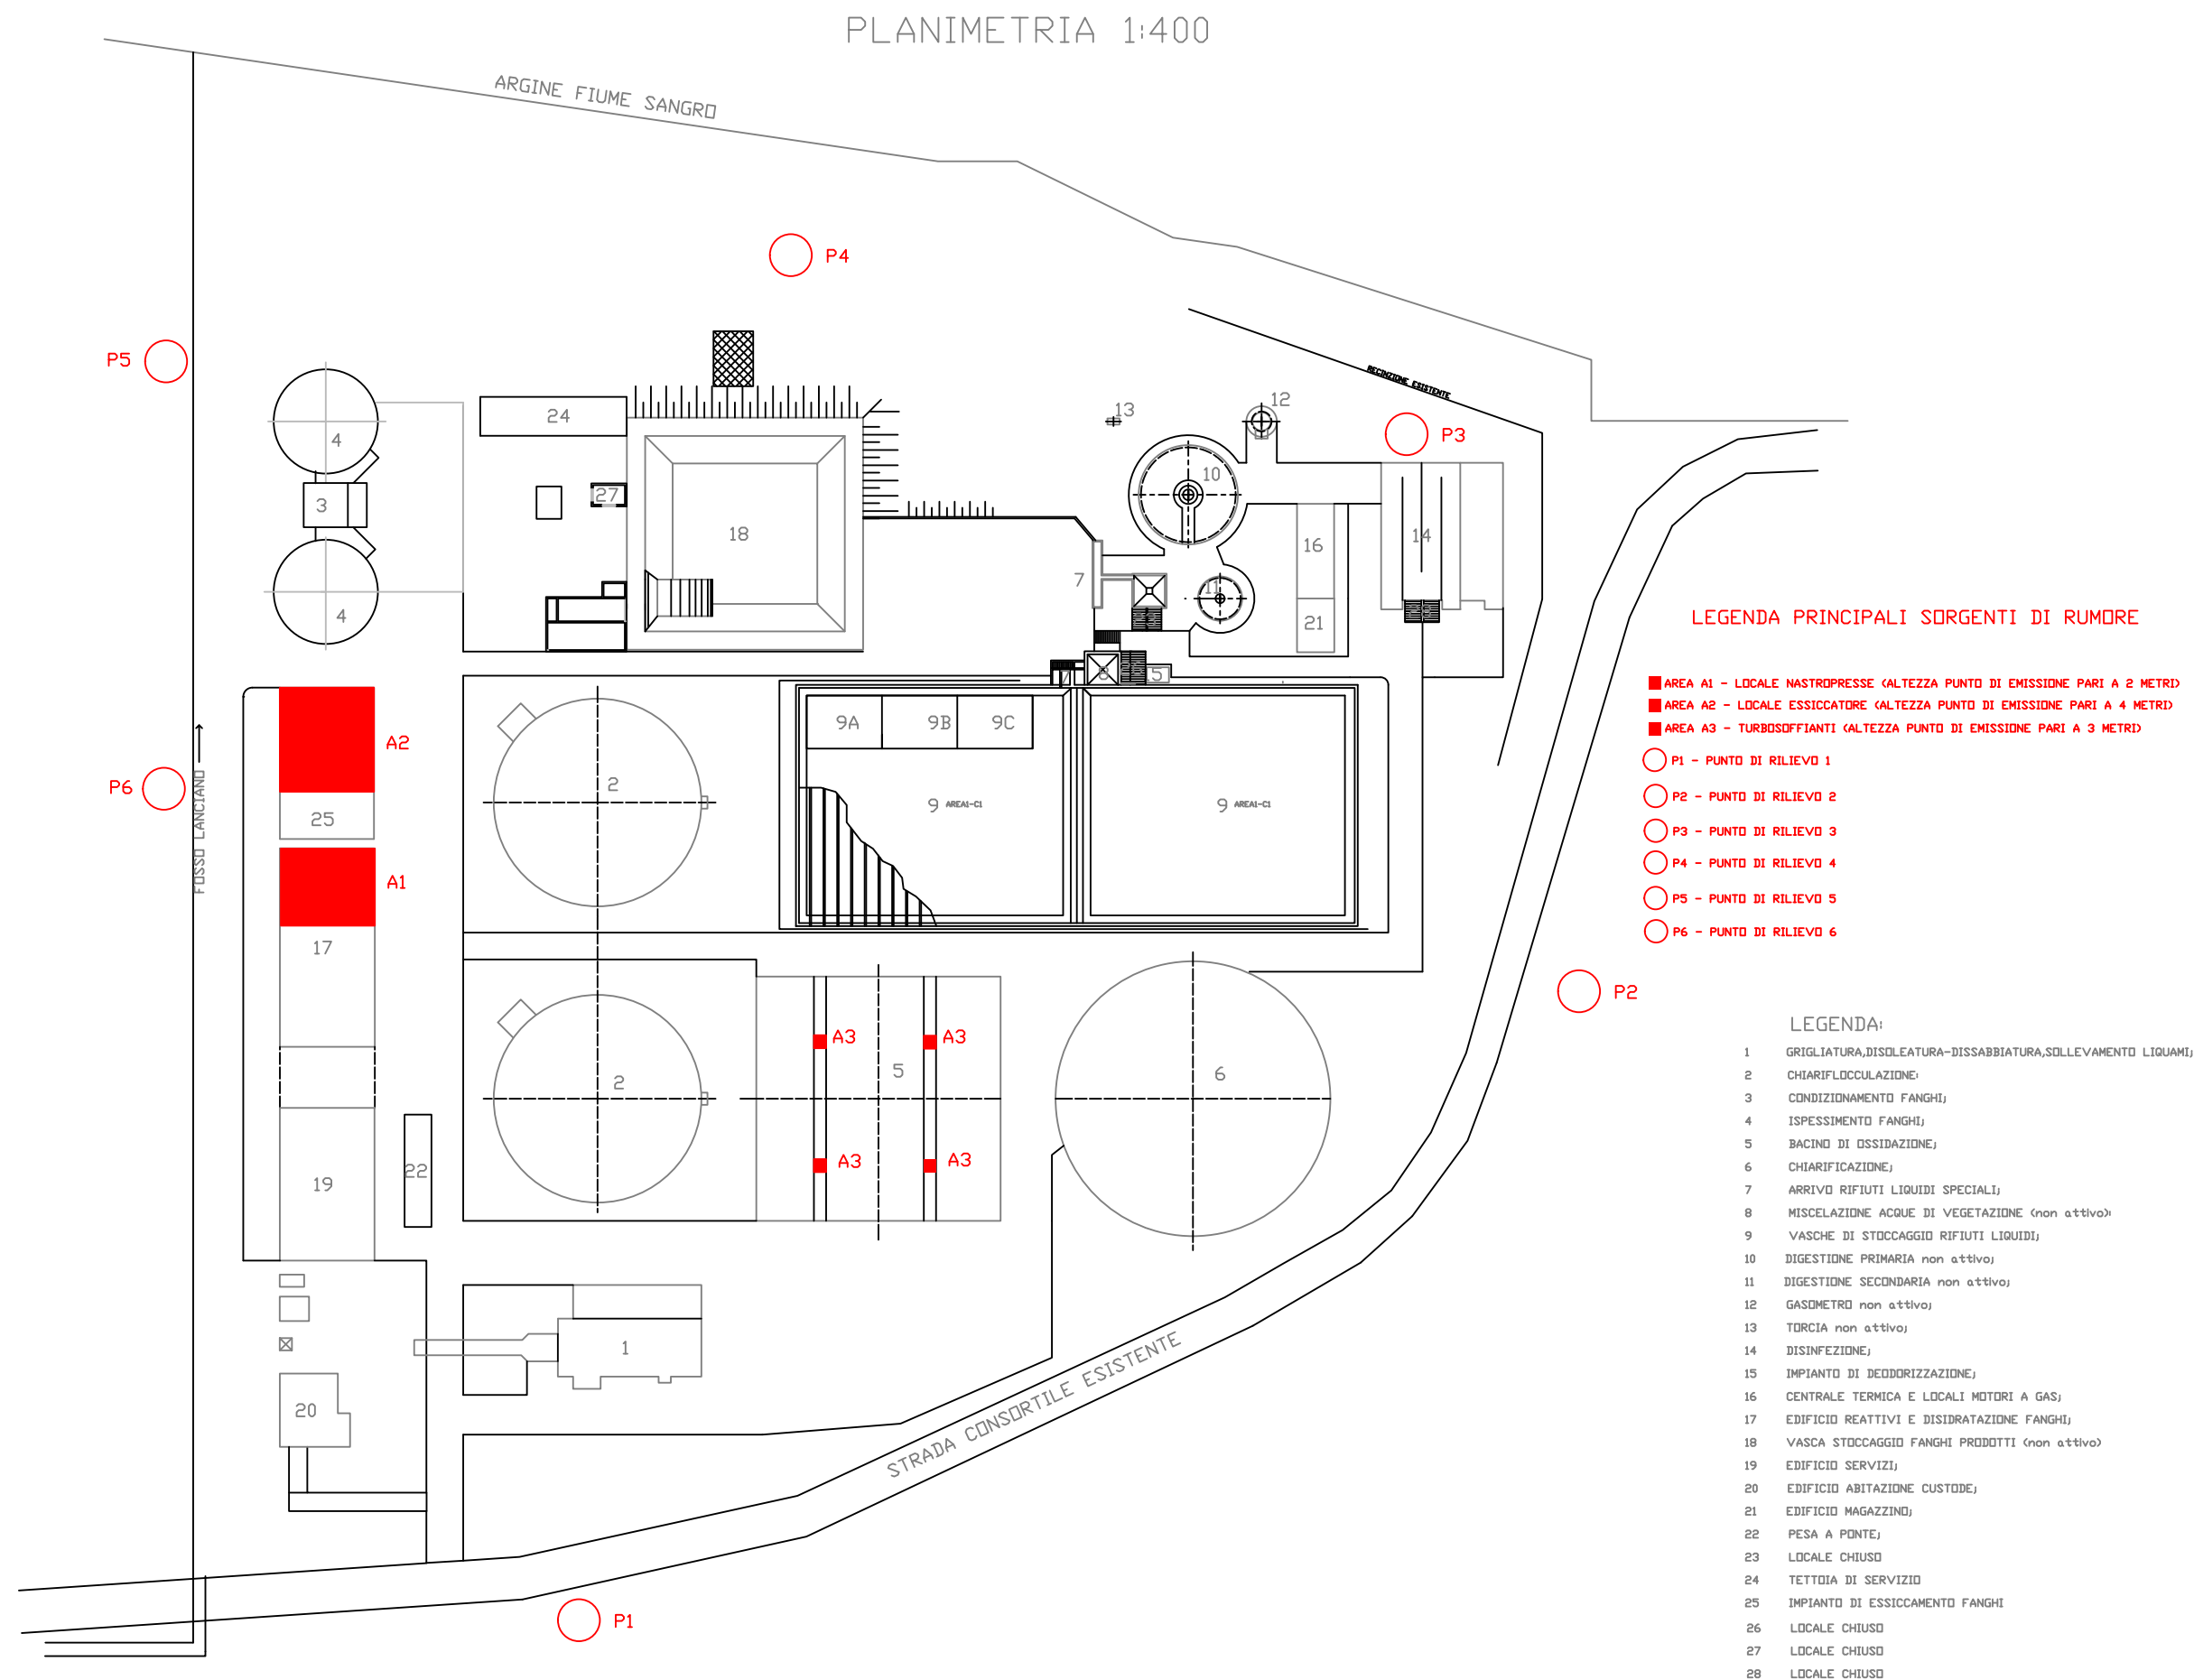 PLANIMETRIA 1:400
ARGINE FIUME SANGRO
P4
P5
RECINZIONE ESISTENTE
12
13
24
P3
4
10
27
3
18
14
16
7
11
4
21
LEGENDA PRINCIPALI SORGENTI DI RUMORE
8
15
AREA A1 - LOCALE NASTROPRESSE (ALTEZZA PUNTO DI EMISSIONE PARI A 2 METRI)
AREA A2 - LOCALE ESSICCATORE (ALTEZZA PUNTO DI EMISSIONE PARI A 4 METRI)
AREA A3 - TURBOSOFFIANTI (ALTEZZA PUNTO DI EMISSIONE PARI A 3 METRI)
P1 - PUNTO DI RILIEVO 1
P2 - PUNTO DI RILIEVO 2
P3 - PUNTO DI RILIEVO 3
P4 - PUNTO DI RILIEVO 4
P5 - PUNTO DI RILIEVO 5
P6 - PUNTO DI RILIEVO 6
9A
9B
9C
A2
P6
2
FOSSO LANCIANO
25
9 AREA1-C1
9 AREA1-C1
A1
17
P2
A3
A3
5
6
2
A3
A3
22
19
1
20
STRADA CONSORTILE ESISTENTE
P1
LEGENDA:
1 GRIGLIATURA,DISOLEATURA-DISSABBIATURA,SOLLEVAMENTO LIQUAMI;
2 CHIARIFLOCCULAZIONE:
3 CONDIZIONAMENTO FANGHI;
4 ISPESSIMENTO FANGHI;
5 BACINO DI OSSIDAZIONE;
6 CHIARIFICAZIONE;
7 ARRIVO RIFIUTI LIQUIDI SPECIALI;
8 MISCELAZIONE ACQUE DI VEGETAZIONE (non attivo):
9 VASCHE DI STOCCAGGIO RIFIUTI LIQUIDI;
10 DIGESTIONE PRIMARIA non attivo;
11 DIGESTIONE SECONDARIA non attivo;
12 GASOMETRO non attivo;
13 TORCIA non attivo;
14 DISINFEZIONE;
15 IMPIANTO DI DEODORIZZAZIONE;
16 CENTRALE TERMICA E LOCALI MOTORI A GAS;
17 EDIFICIO REATTIVI E DISIDRATAZIONE FANGHI;
18 VASCA STOCCAGGIO FANGHI PRODOTTI (non attivo)
19 EDIFICIO SERVIZI;
20 EDIFICIO ABITAZIONE CUSTODE;
21 EDIFICIO MAGAZZINO;
22 PESA A PONTE;
23 LOCALE CHIUSO
24 TETTOIA DI SERVIZIO
25 IMPIANTO DI ESSICCAMENTO FANGHI
26 LOCALE CHIUSO
27 LOCALE CHIUSO
28 LOCALE CHIUSO